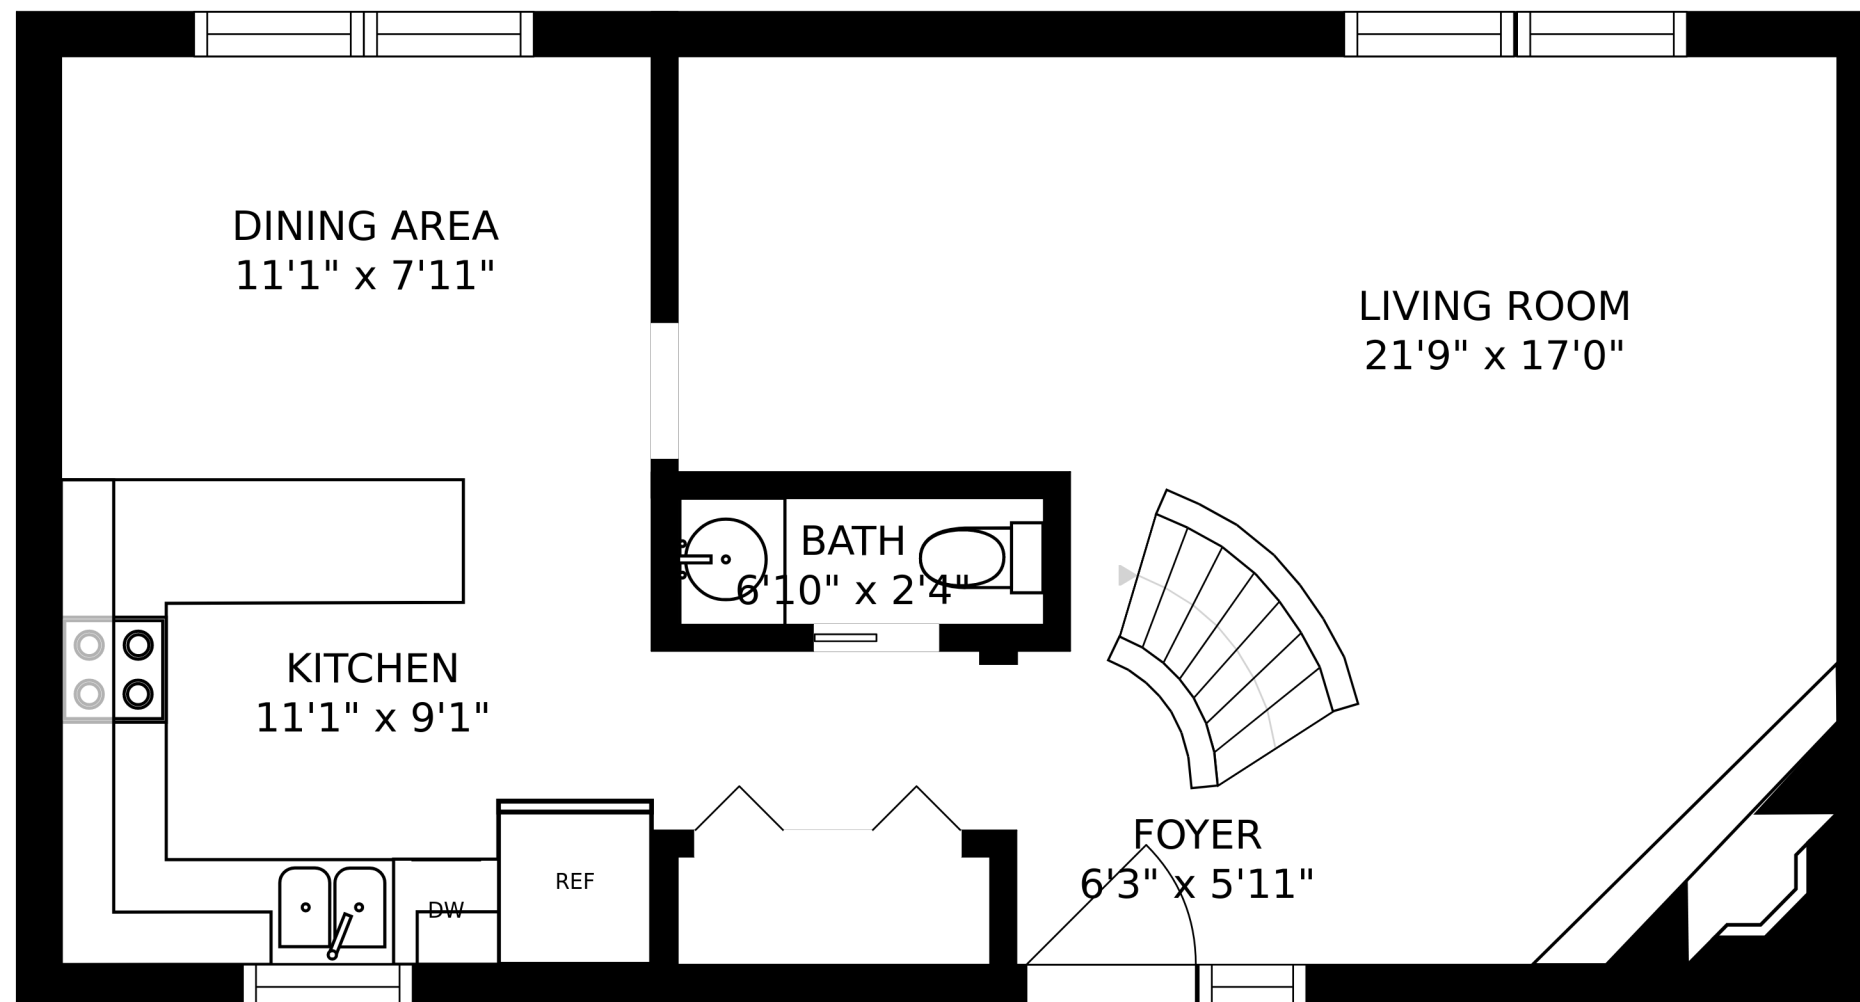 DINING AREA
11'1" x 7'11"
LIVING ROOM
21'9" x 17'0"
BATH
6'10" x 2'4"
KITCHEN
11'1" x 9'1"
FOYER
6'3" x 5'11"
REF
DW